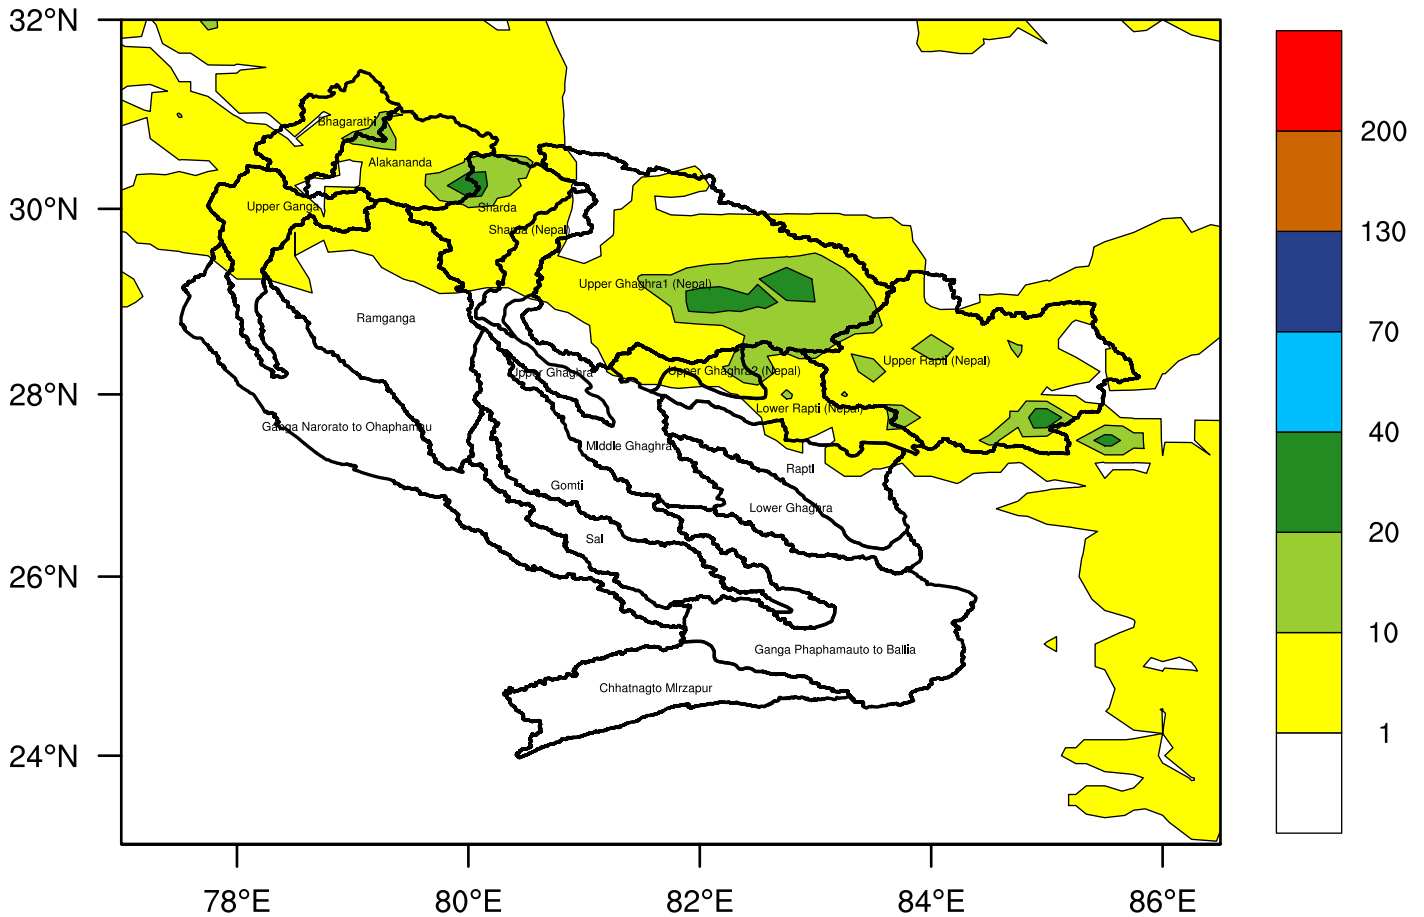 32°N
30°N
28°N
26°N
24°N
78°E
80°E
82°E
84°E
86°E
Bhagarathi
Alakananda
Upper Ganga
Sharda
Sharda (Nepal)
Upper Ghaghra1 (Nepal)
Ramganga
Upper Ghaghra
Upper Ghaghra2 (Nepal)
Upper Rapti (Nepal)
Lower Rapti (Nepal)
Ganga Narorato to Ohaphamau
MIddle Ghaghra
Rapti
Gomti
Lower Ghaghra
Sai
Ganga Phaphamauto to Ballia
Chhatnagto MIrzapur
200
130
70
40
20
10
1